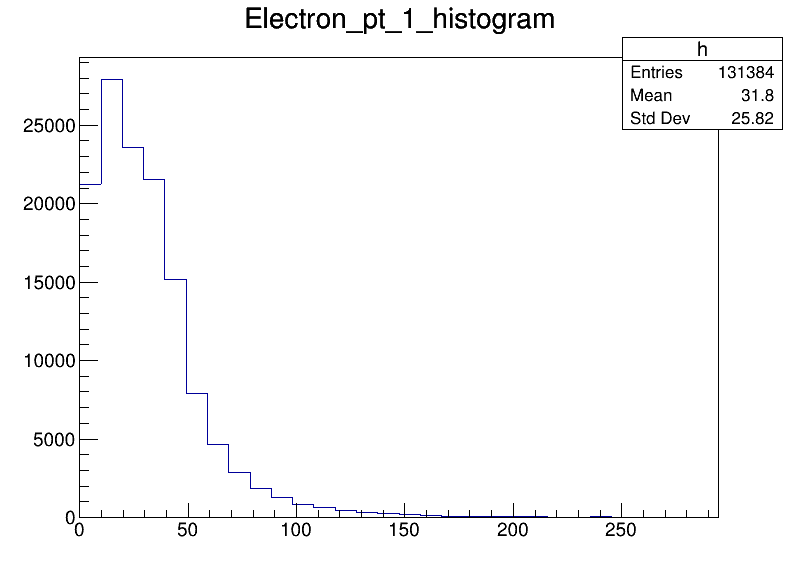 Electron_pt_1_histogram
h
Entries 131384
Mean 31.8
Std Dev 25.82
25000
20000
15000
10000
5000
0
0 50 100 150 200 250